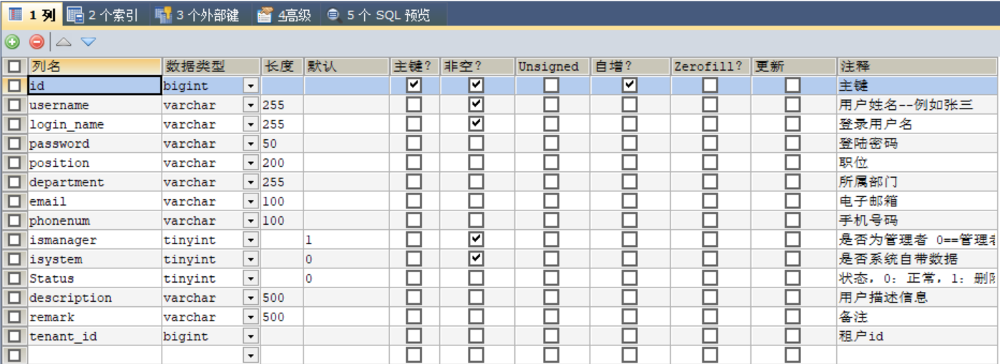 1 列 2 个索引 3 个外部键 4高级 5 个 SQL 预览
列名 数据类型 长度 默认 主键? 非空? Unsigned 自增? Zerofill? 更新 注释
id bigint 主键
username varchar 255 用户姓名--例如张三
login_name varchar 255 登录用户名
password varchar 50 登陆密码
position varchar 200 职位
department varchar 255 所属部门
email varchar 100 电子邮箱
phonenum varchar 100 手机号码
ismanager tinyint 1 是否为管理者 0==管理
isystem tinyint 0 是否系统自带数据
Status tinyint 0 状态，0：正常，1：删
description varchar 500 用户描述信息
remark varchar 500 备注
tenant_id bigint 租户id